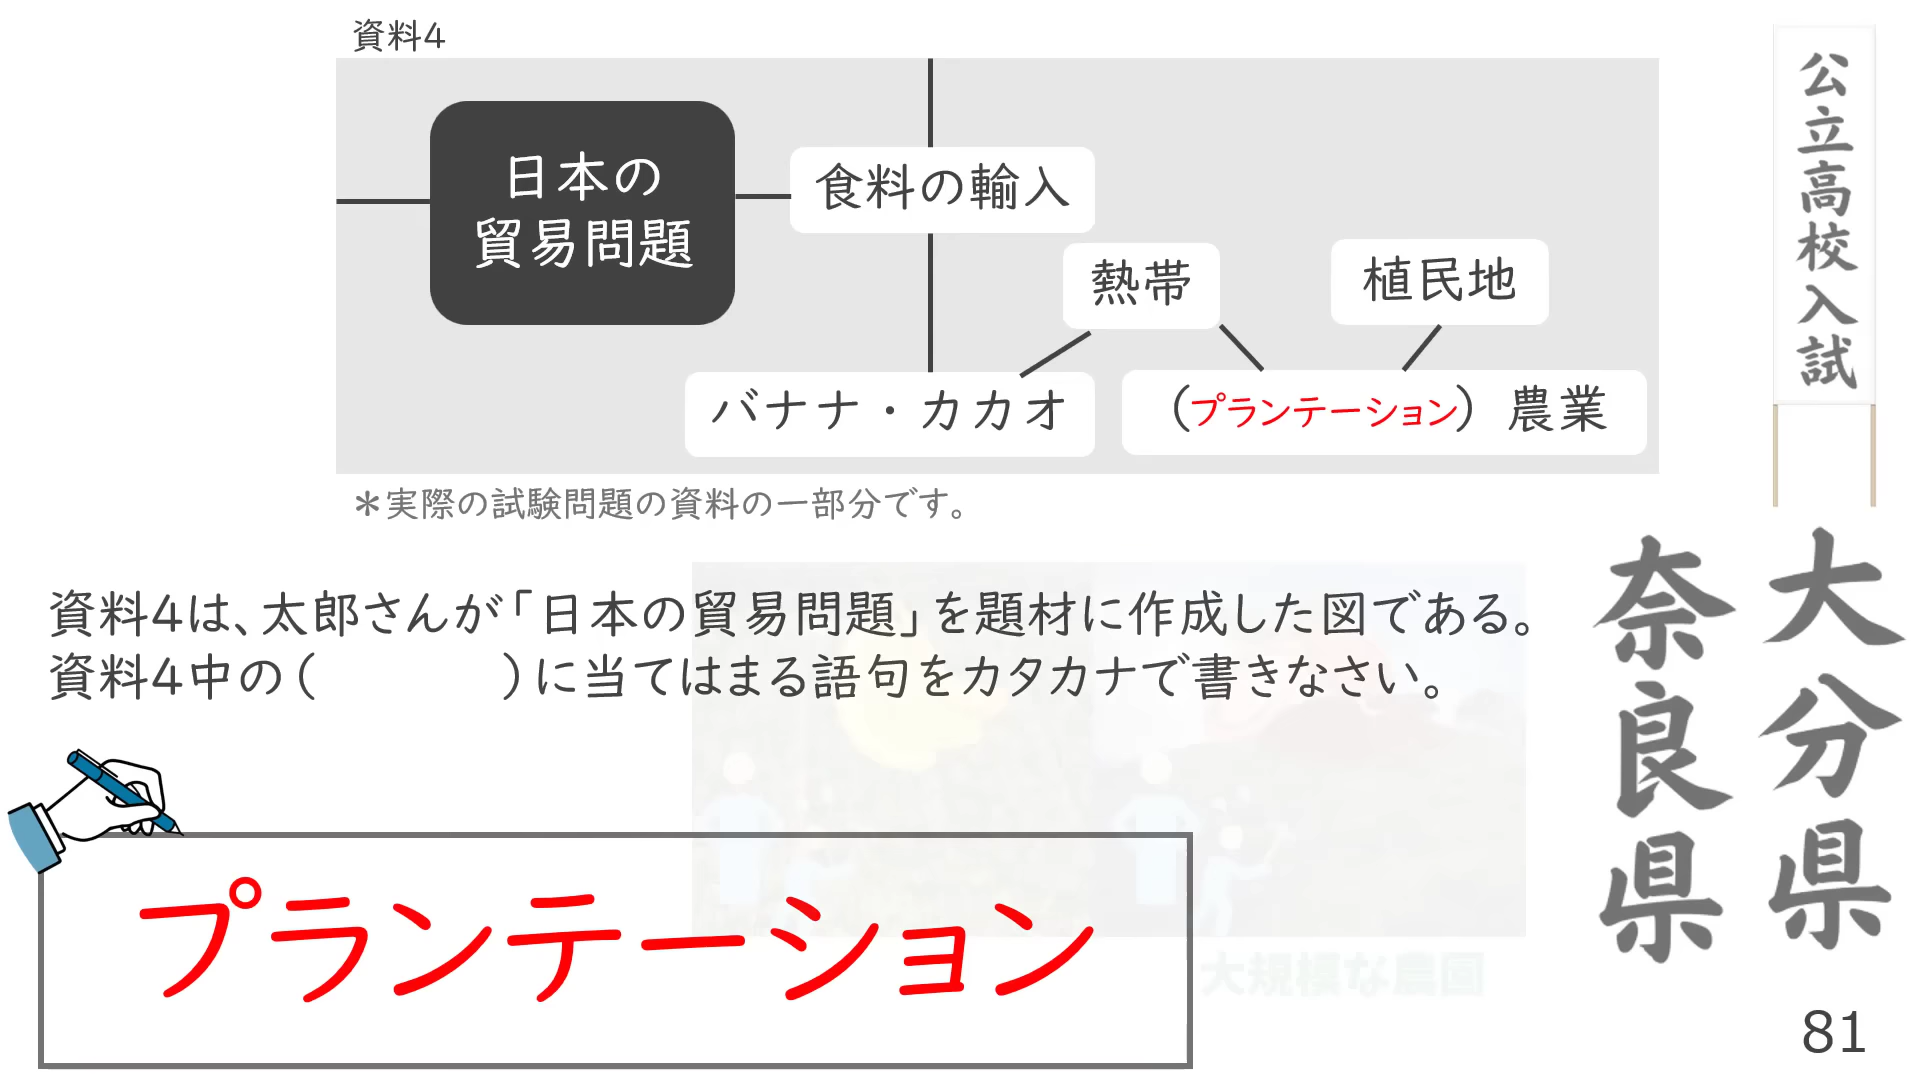 資料4
日本の
貿易問題
食料の輸入
熱帯
植民地
バナナ・カカオ
（プランテーション）農業
＊実際の試験問題の資料の一部分です。
資料4は、太郎さんが「日本の貿易問題」を題材に作成した図である。
資料4中の（　　　　）に当てはまる語句をカタカナで書きなさい。
プランテーション
大規模な農園
公立高校入試
大分県
奈良県
81